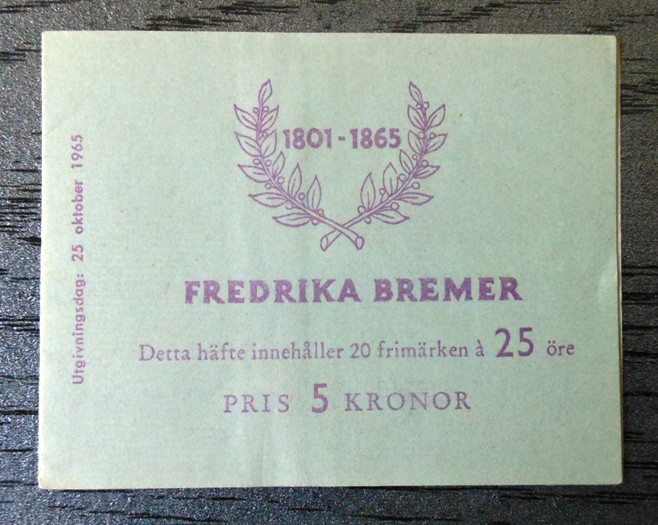 1801-1865
FREDRIKA BREMER
Detta häfte innehåller 20 frimärken à 25 öre
PRIS 5 KRONOR
Utgivningsdag: 25 oktober 1965